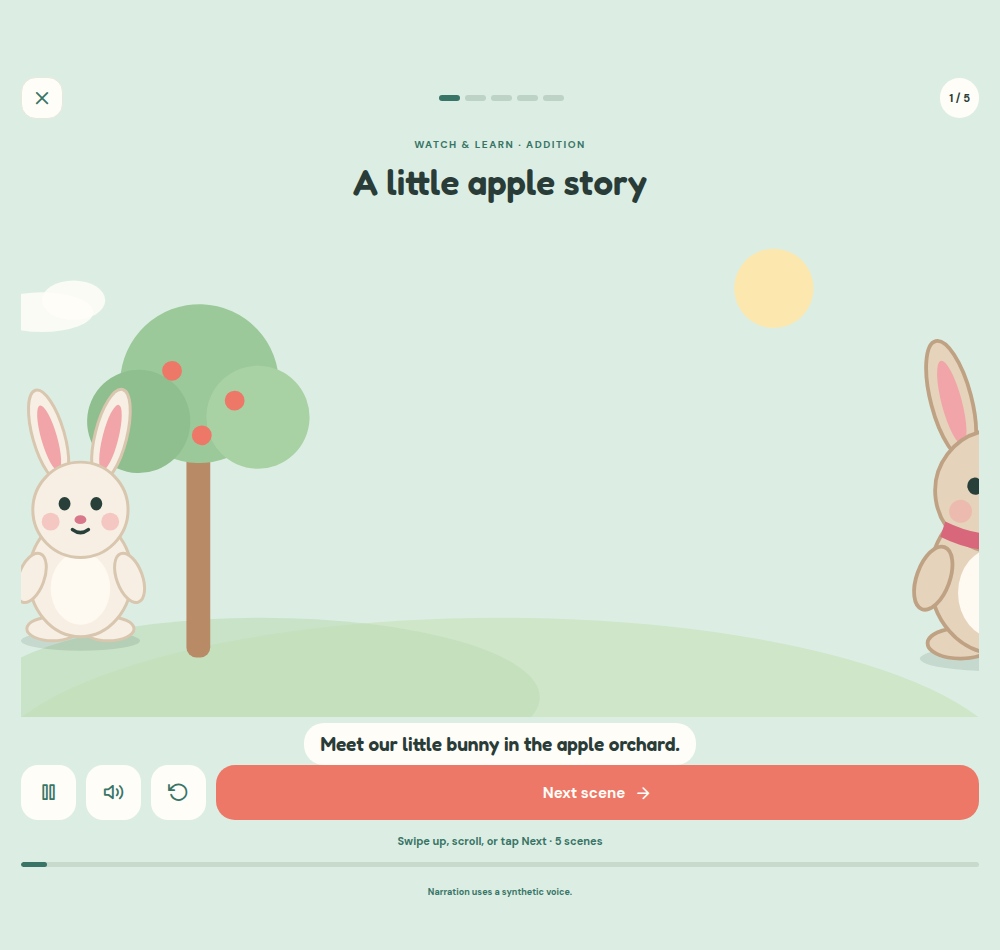 1 / 5
WATCH & LEARN · ADDITION
A little apple story
Meet our little bunny in the apple orchard.
Next scene
Swipe up, scroll, or tap Next · 5 scenes
Narration uses a synthetic voice.